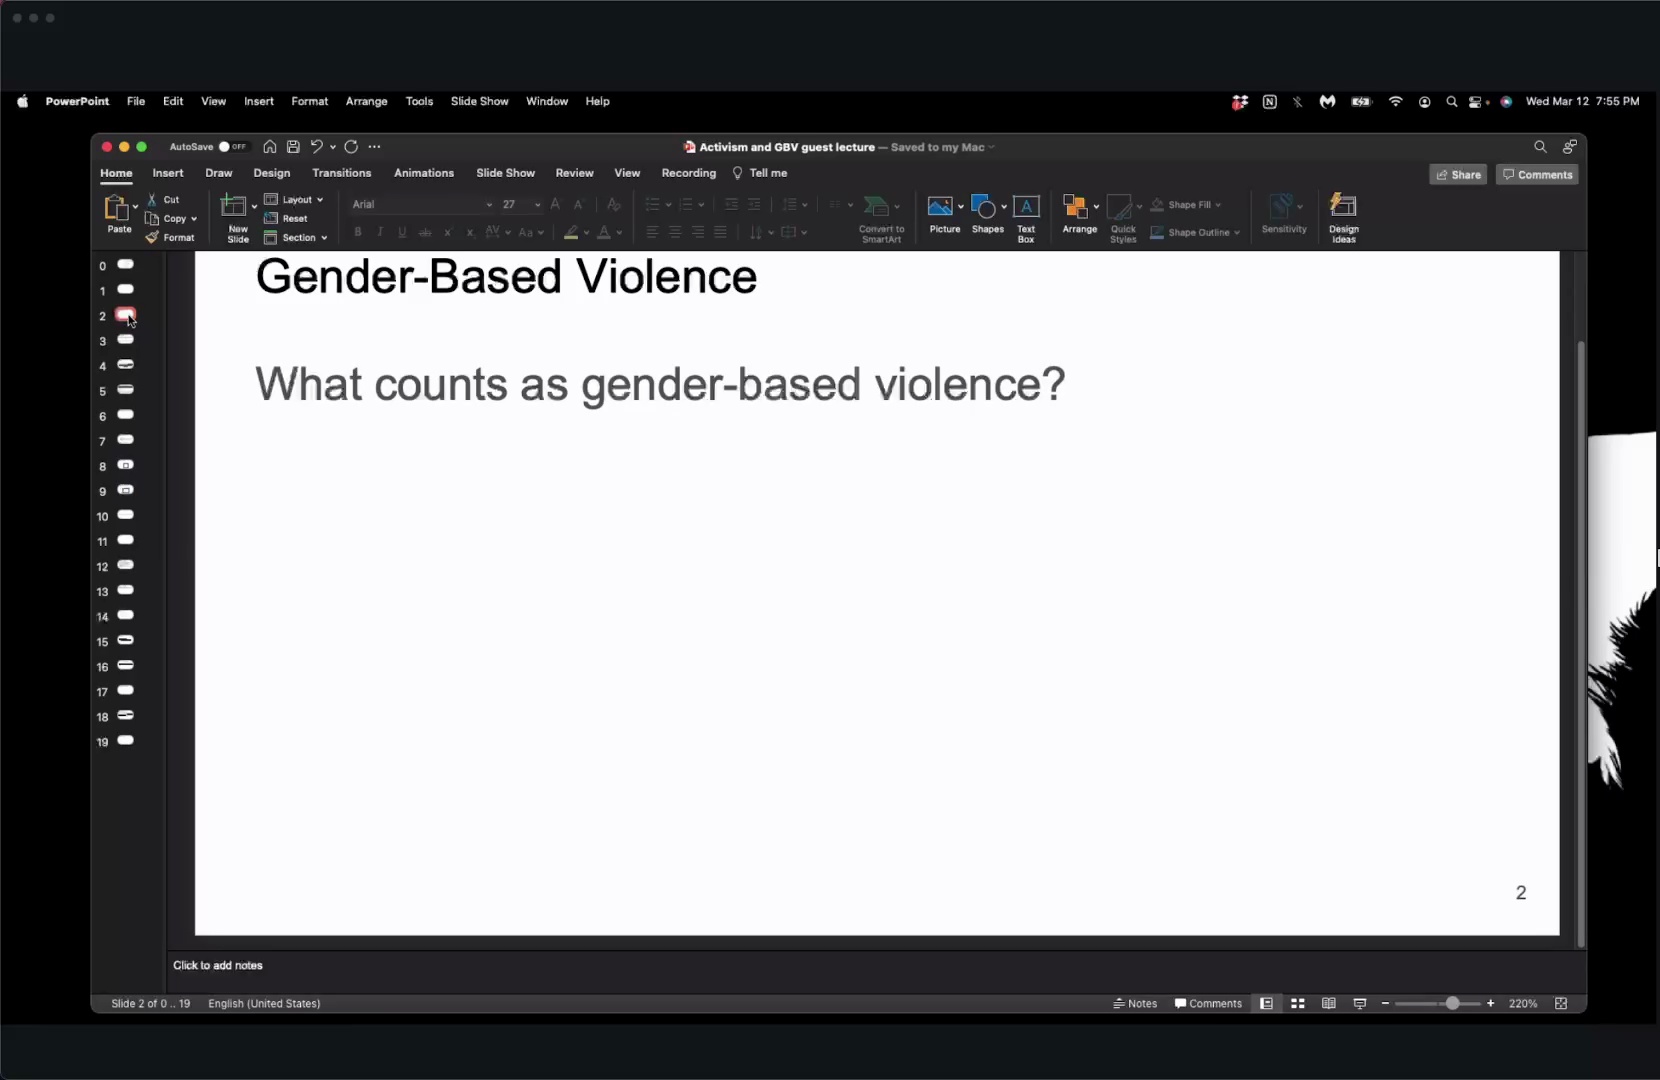 PowerPoint File Edit View Insert Format Arrange Tools Slide Show Window Help Wed Mar 12 7:55 PM
AutoSave OFF Activism and GBV guest lecture — Saved to my Mac
Home Insert Draw Design Transitions Animations Slide Show Review View Recording Tell me Share Comments
Paste Cut Copy Format
New Slide Layout Reset Section
Arial 27
B I U ab x x AV Aa A
Convert to SmartArt
Picture Shapes Text Box
Arrange Quick Styles Shape Fill Shape Outline
Sensitivity Design Ideas
0
1
2
3
4
5
6
7
8
9
10
11
12
13
14
15
16
17
18
19
Gender-Based Violence
What counts as gender-based violence?
2
Click to add notes
Slide 2 of 0 .. 19 English (United States) Notes Comments 220%